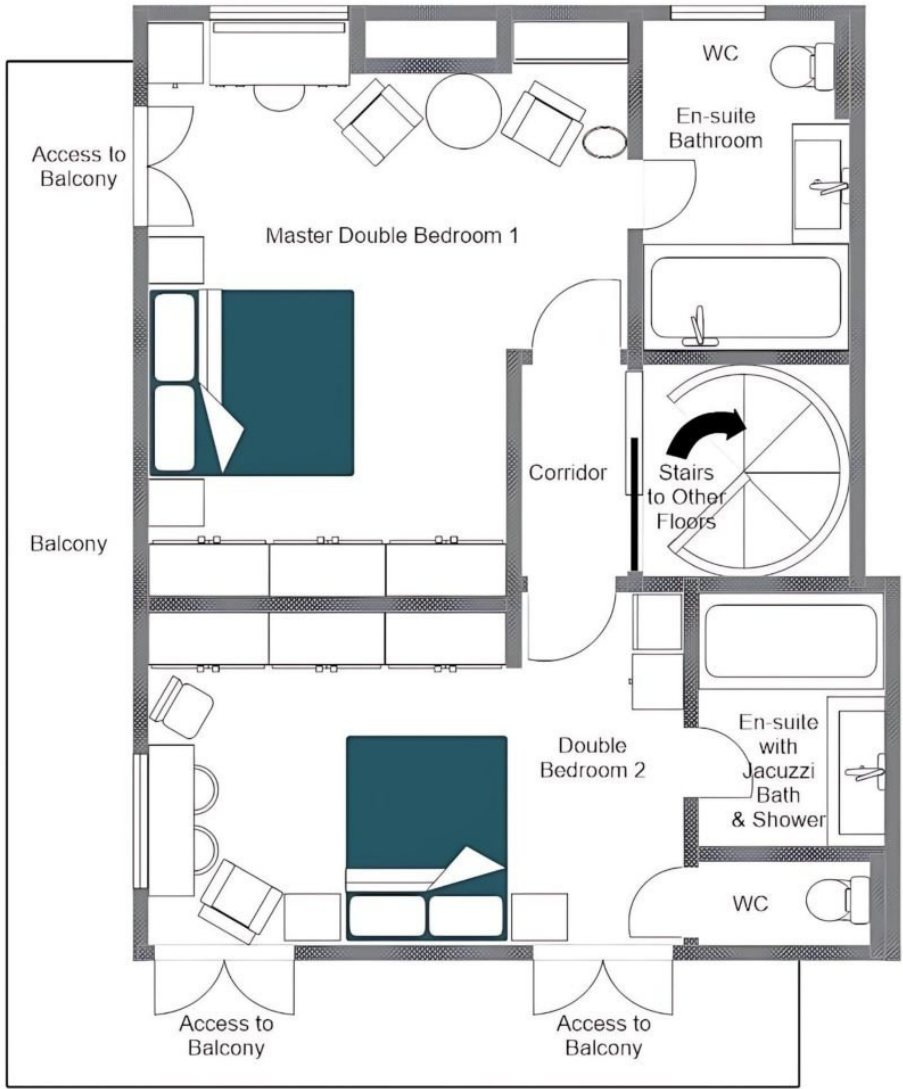 WC
En-suite
Bathroom
Access to
Balcony
Master Double Bedroom 1
Corridor
Stairs
to Other
Floors
Balcony
Double
Bedroom 2
En-suite
with
Jacuzzi
Bath
& Shower
WC
Access to
Balcony
Access to
Balcony